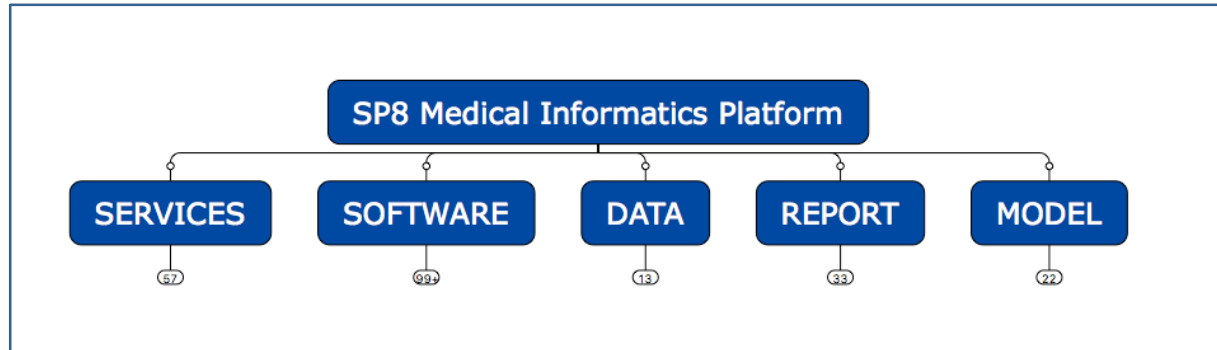 SP8 Medical Informatics Platform
SERVICES SOFTWARE DATA REPORT MODEL
57 99+ 13 33 22